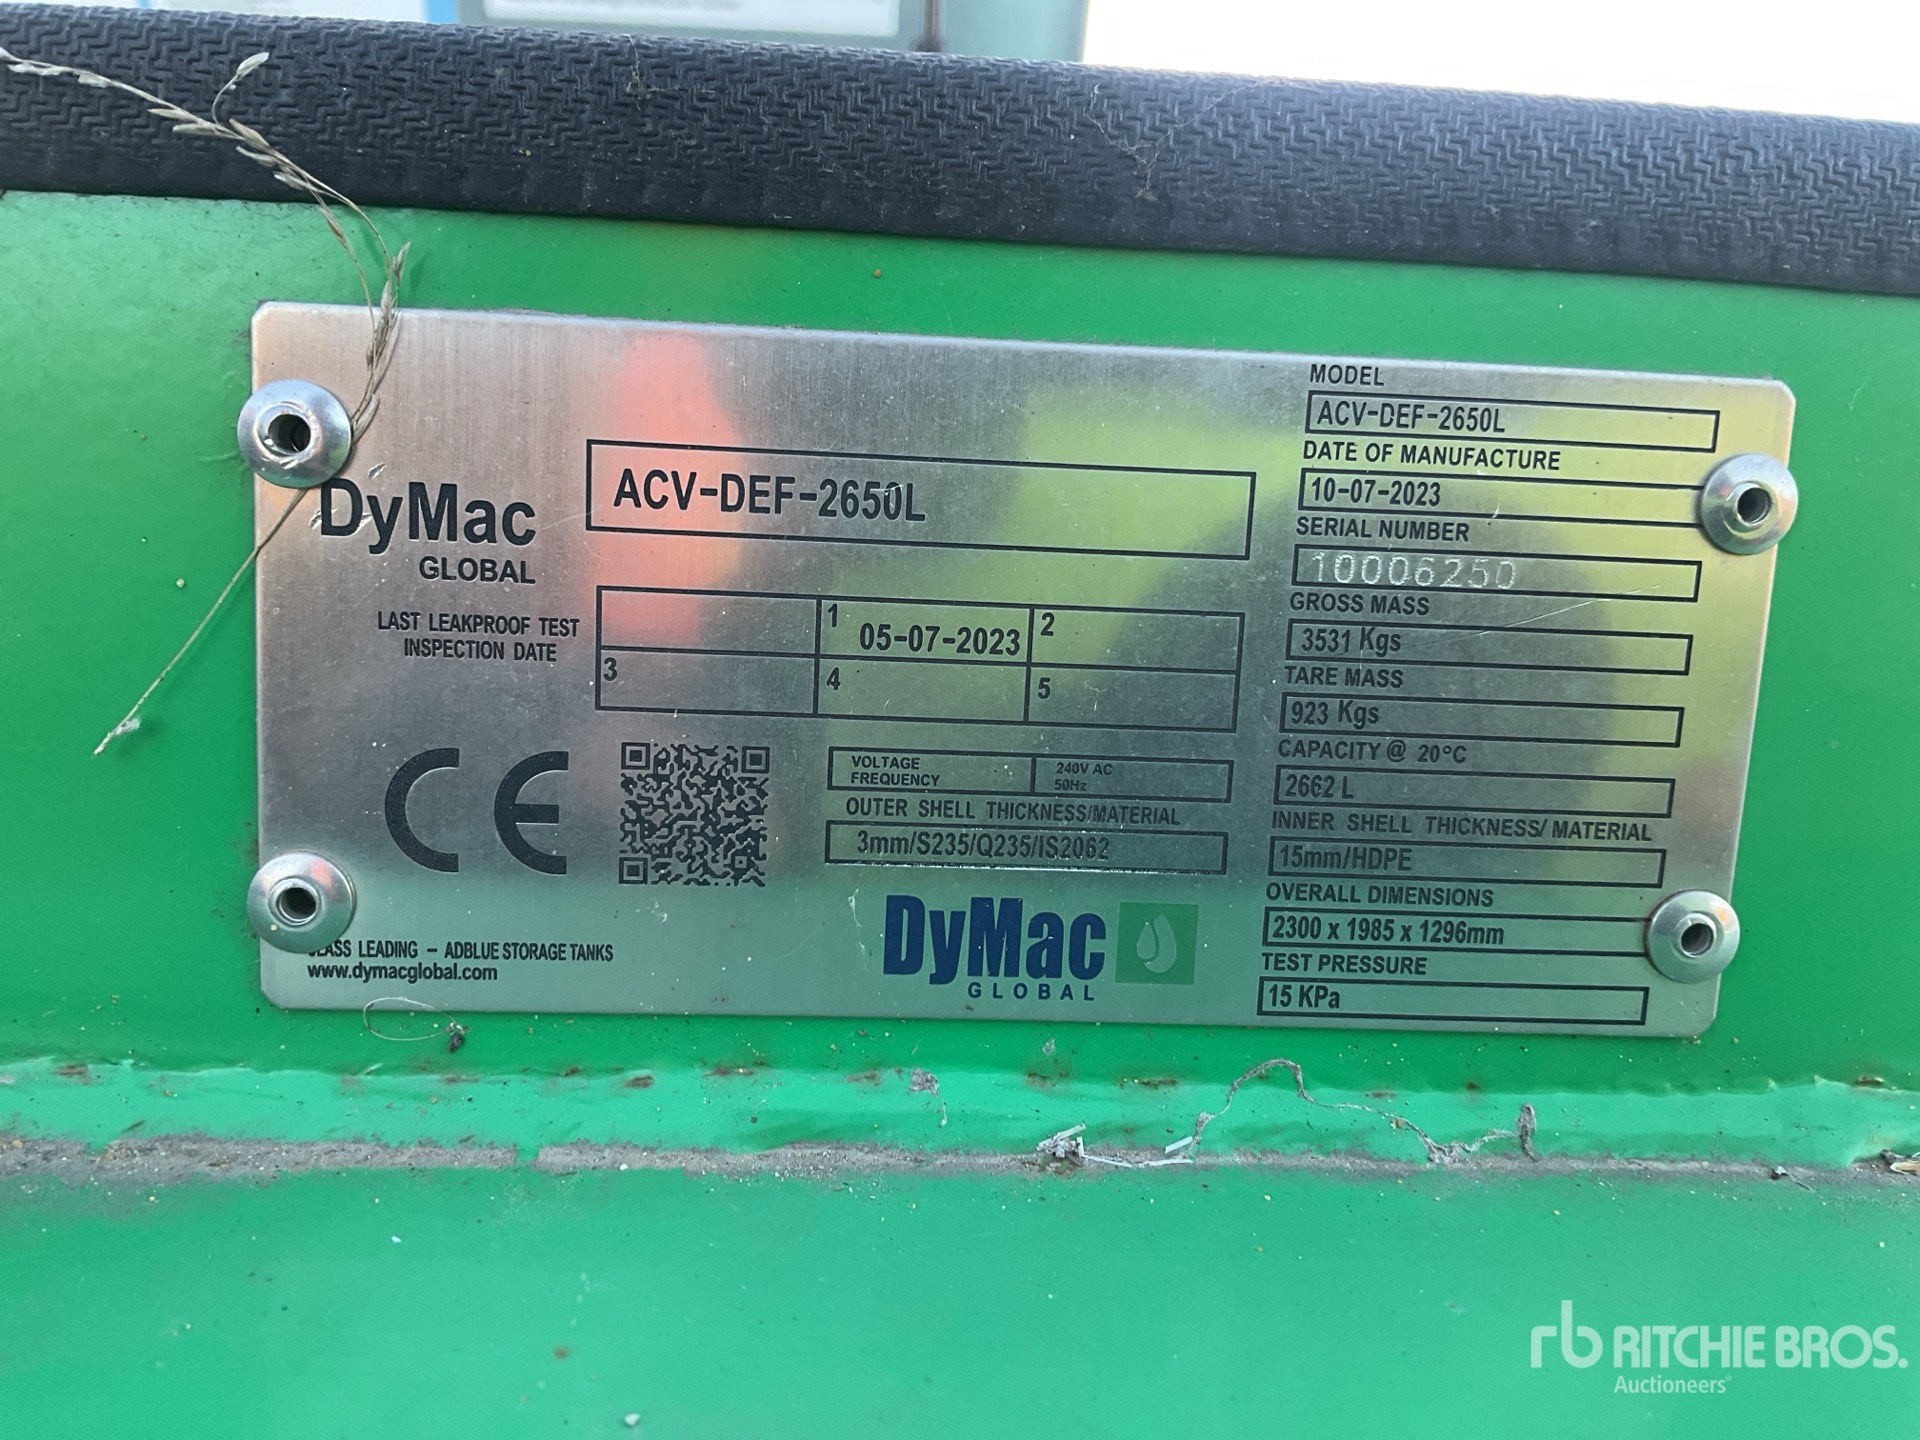 DyMac
GLOBAL
ACV-DEF-2650L
LAST LEAKPROOF TEST
INSPECTION DATE
1 05-07-2023
2
3
4
5
CE
VOLTAGE 240V AC
FREQUENCY 50Hz
OUTER SHELL THICKNESS/MATERIAL
3mm/S235/Q235/IS2062
LEADING - ADBLUE STORAGE TANKS
www.dymacglobal.com
DyMac
GLOBAL
MODEL
ACV-DEF-2650L
DATE OF MANUFACTURE
10-07-2023
SERIAL NUMBER
10006250
GROSS MASS
3531 Kgs
TARE MASS
923 Kgs
CAPACITY @ 20°C
2662 L
INNER SHELL THICKNESS/ MATERIAL
15mm/HDPE
OVERALL DIMENSIONS
2300 x 1985 x 1296mm
TEST PRESSURE
15 KPa
rb RITCHIE BROS.
Auctioneers